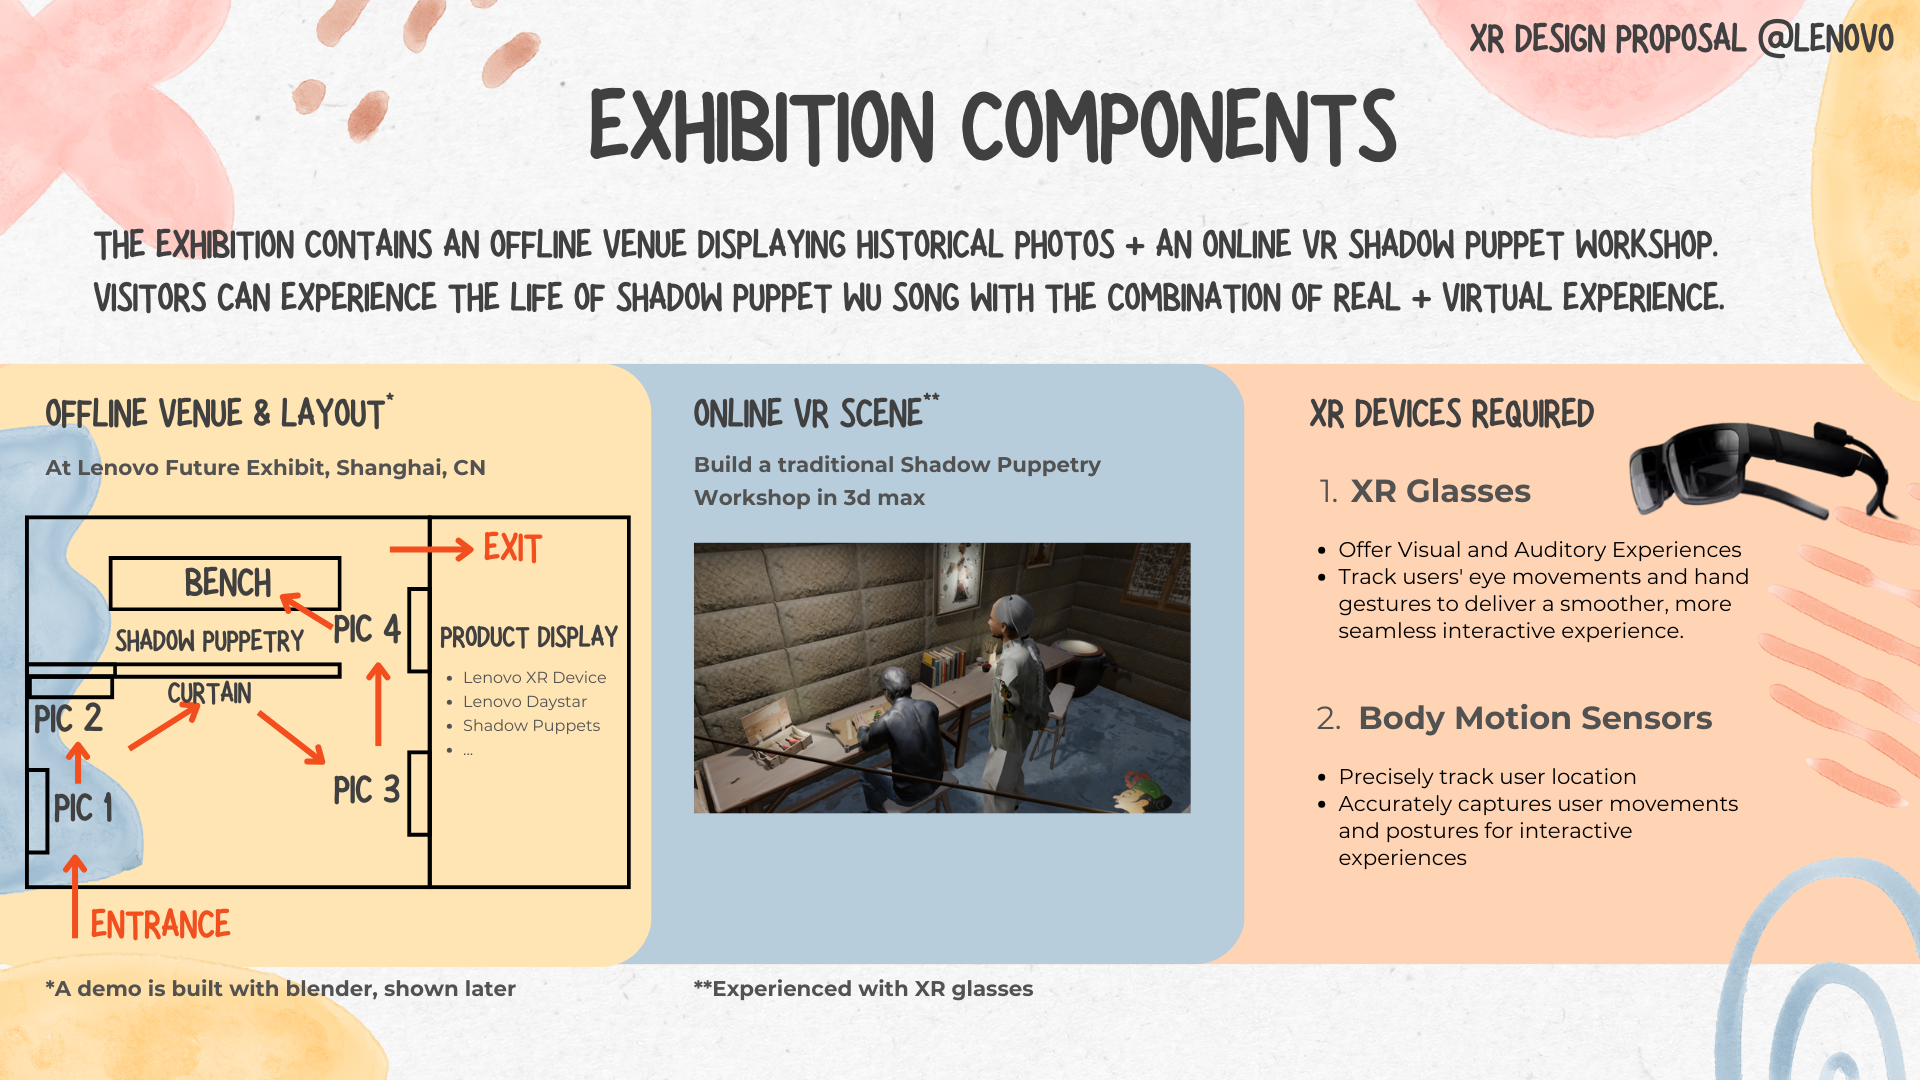 XR DESIGN PROPOSAL @LENOVO
EXHIBITION COMPONENTS
THE EXHIBITION CONTAINS AN OFFLINE VENUE DISPLAYING HISTORICAL PHOTOS + AN ONLINE VR SHADOW PUPPET WORKSHOP.
VISITORS CAN EXPERIENCE THE LIFE OF SHADOW PUPPET WU SONG WITH THE COMBINATION OF REAL + VIRTUAL EXPERIENCE.
OFFLINE VENUE & LAYOUT*
At Lenovo Future Exhibit, Shanghai, CN
EXIT
BENCH
PIC 4
SHADOW PUPPETRY
CURTAIN
PIC 2
PIC 3
PIC 1
ENTRANCE
PRODUCT DISPLAY
• Lenovo XR Device
• Lenovo Daystar
• Shadow Puppets
• ...
*A demo is built with blender, shown later
ONLINE VR SCENE**
Build a traditional Shadow Puppetry
Workshop in 3d max
**Experienced with XR glasses
XR DEVICES REQUIRED
1. XR Glasses
• Offer Visual and Auditory Experiences
• Track users' eye movements and hand
gestures to deliver a smoother, more
seamless interactive experience.
2. Body Motion Sensors
• Precisely track user location
• Accurately captures user movements
and postures for interactive
experiences